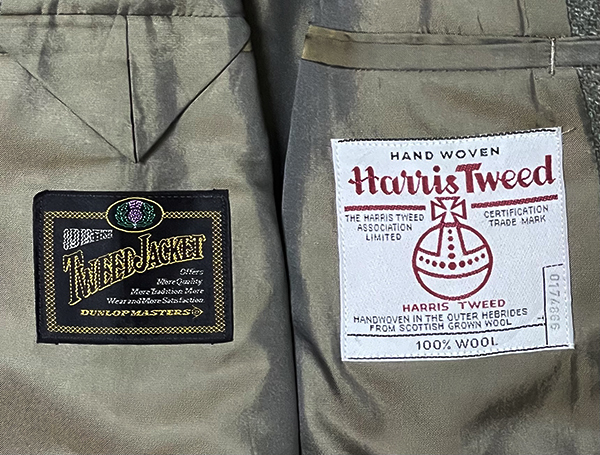 BRITISH
TWEED JACKET
Offers
More Quality
More Tradition More
Wear and More Satisfaction
DUNLOP MASTERS
HAND WOVEN
Harris Tweed
THE HARRIS TWEED
ASSOCIATION
LIMITED
CERTIFICATION
TRADE MARK
HARRIS TWEED
HANDWOVEN IN THE OUTER HEBRIDES
FROM SCOTTISH GROWN WOOL
100% WOOL